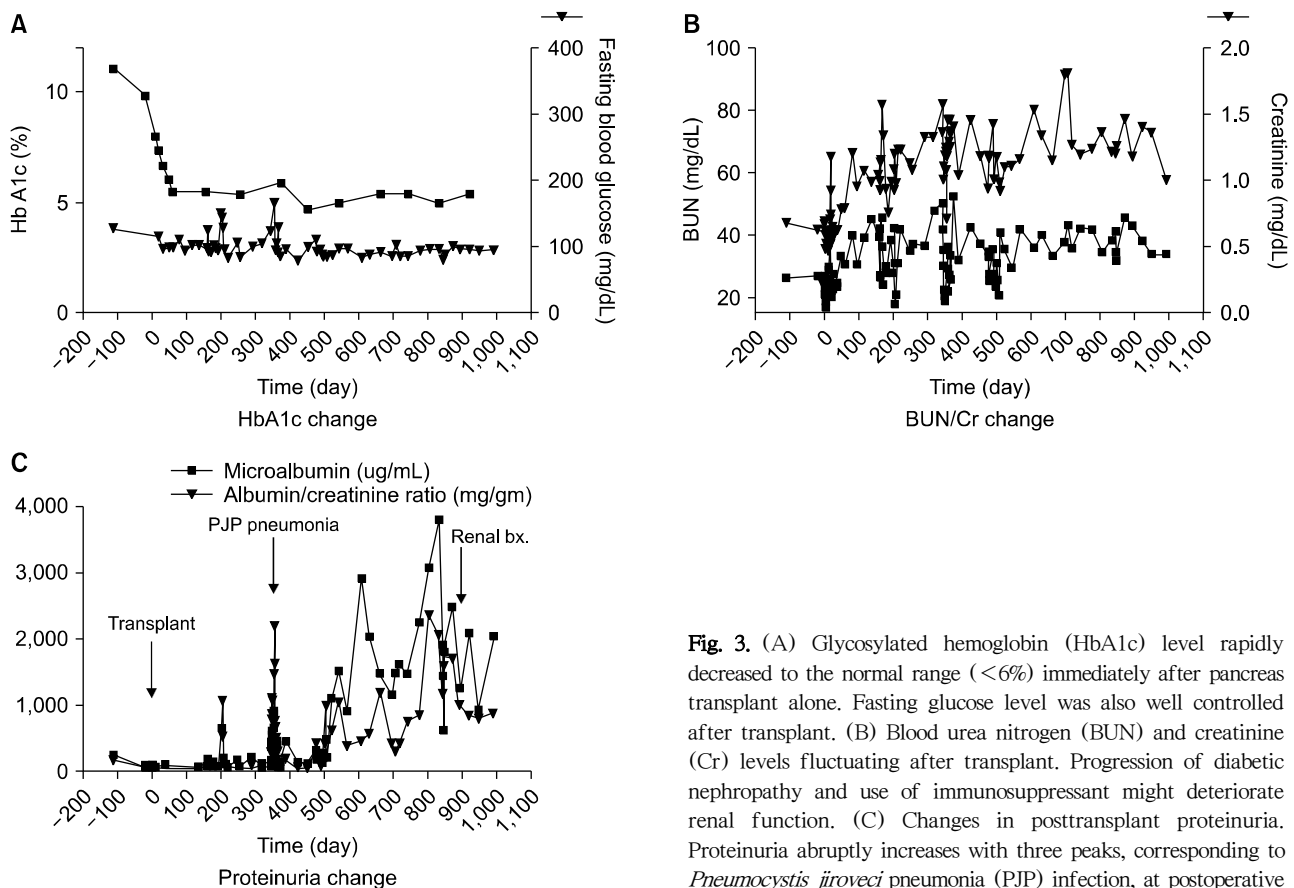 A
Hb A1c (%)
10
5
0
400
300
200
100
0
Fasting blood glucose (mg/dL)
−200
−100
0
100
200
300
400
500
600
700
800
900
1,000
1,100
Time (day)
HbA1c change
B
BUN (mg/dL)
100
80
60
40
20
2.0
1.5
1.0
0.5
0.0
Creatinine (mg/dL)
−200
−100
0
100
200
300
400
500
600
700
800
900
1,000
1,100
Time (day)
BUN/Cr change
C
Microalbumin (ug/mL)
Albumin/creatinine ratio (mg/gm)
4,000
3,000
2,000
1,000
0
PJP pneumonia
Renal bx.
Transplant
−200
−100
0
100
200
300
400
500
600
700
800
900
1,000
1,100
Time (day)
Proteinuria change
Fig. 3. (A) Glycosylated hemoglobin (HbA1c) level rapidly
decreased to the normal range (<6%) immediately after pancreas
transplant alone. Fasting glucose level was also well controlled
after transplant. (B) Blood urea nitrogen (BUN) and creatinine
(Cr) levels fluctuating after transplant. Progression of diabetic
nephropathy and use of immunosuppressant might deteriorate
renal function. (C) Changes in posttransplant proteinuria.
Proteinuria abruptly increases with three peaks, corresponding to
Pneumocystis jiroveci pneumonia (PJP) infection, at postoperative